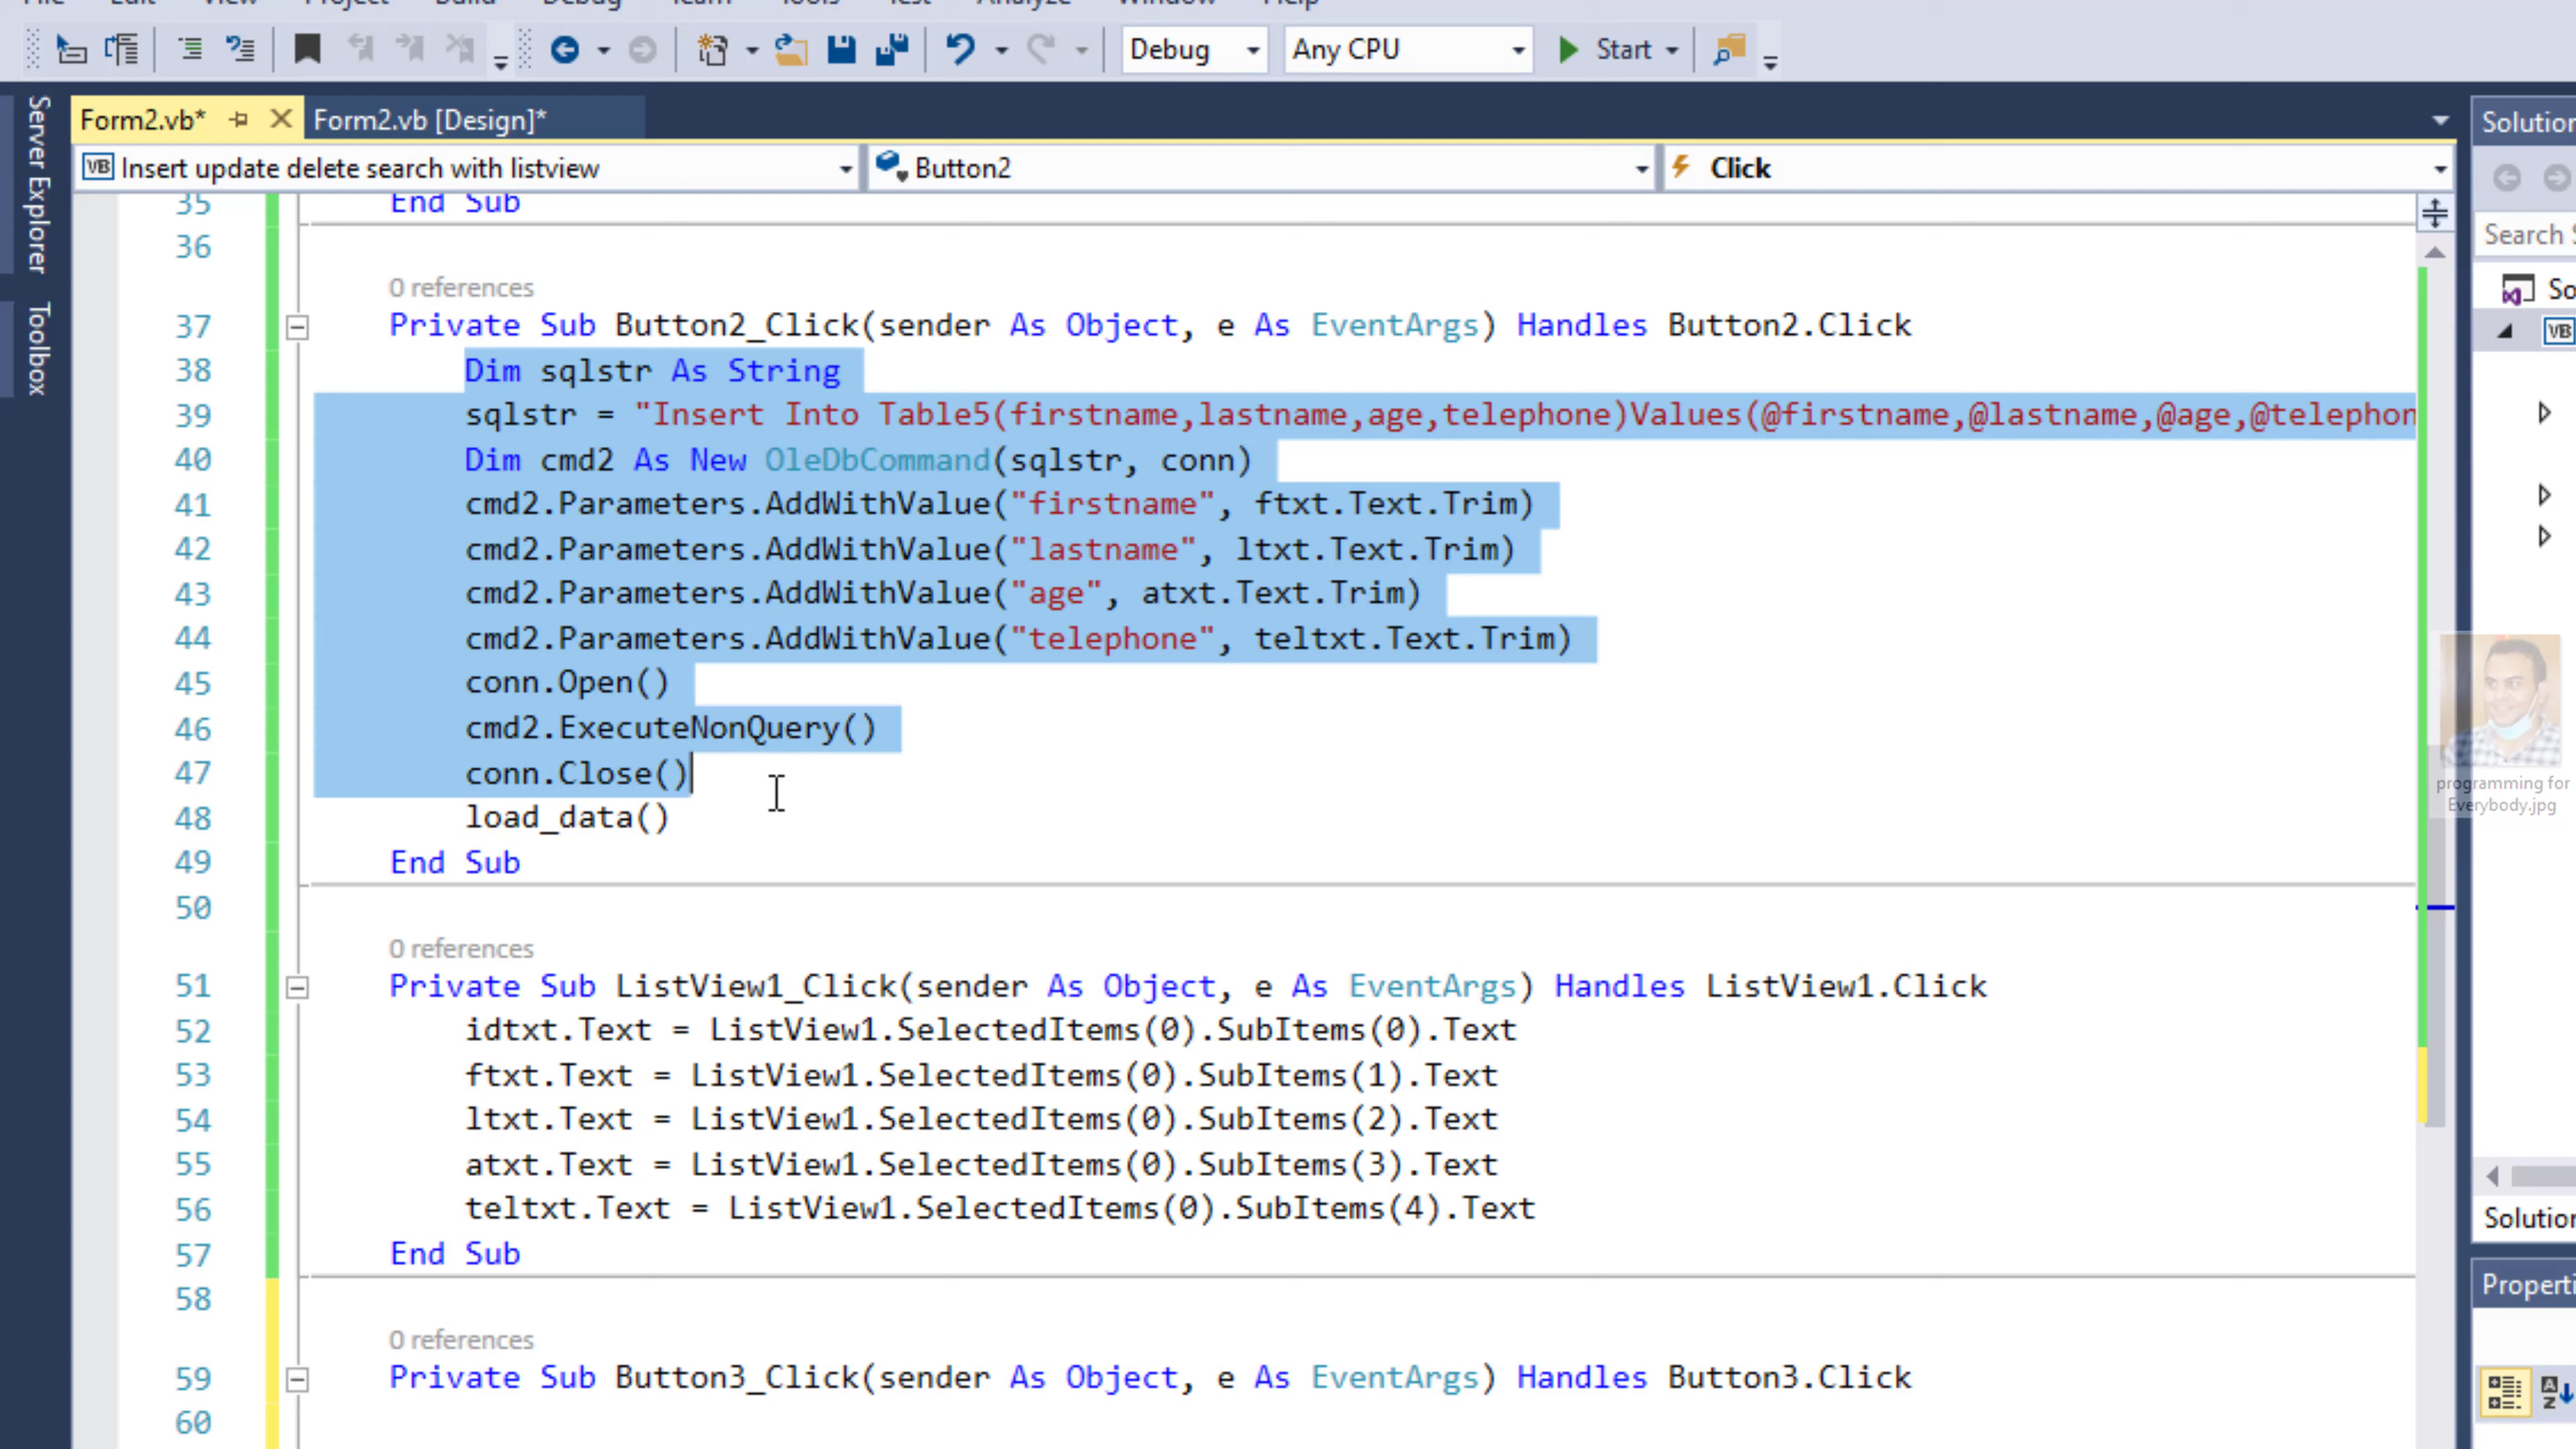 Debug
Any CPU
Start
Server Explorer
Toolbox
Form2.vb*
Form2.vb [Design]*
Insert update delete search with listview
Button2
Click
35 End Sub
36
0 references
37 Private Sub Button2_Click(sender As Object, e As EventArgs) Handles Button2.Click
38 Dim sqlstr As String
39 sqlstr = "Insert Into Table5(firstname,lastname,age,telephone)Values(@firstname,@lastname,@age,@telephon
40 Dim cmd2 As New OleDbCommand(sqlstr, conn)
41 cmd2.Parameters.AddWithValue("firstname", ftxt.Text.Trim)
42 cmd2.Parameters.AddWithValue("lastname", ltxt.Text.Trim)
43 cmd2.Parameters.AddWithValue("age", atxt.Text.Trim)
44 cmd2.Parameters.AddWithValue("telephone", teltxt.Text.Trim)
45 conn.Open()
46 cmd2.ExecuteNonQuery()
47 conn.Close()
48 load_data()
49 End Sub
50
0 references
51 Private Sub ListView1_Click(sender As Object, e As EventArgs) Handles ListView1.Click
52 idtxt.Text = ListView1.SelectedItems(0).SubItems(0).Text
53 ftxt.Text = ListView1.SelectedItems(0).SubItems(1).Text
54 ltxt.Text = ListView1.SelectedItems(0).SubItems(2).Text
55 atxt.Text = ListView1.SelectedItems(0).SubItems(3).Text
56 teltxt.Text = ListView1.SelectedItems(0).SubItems(4).Text
57 End Sub
58
0 references
59 Private Sub Button3_Click(sender As Object, e As EventArgs) Handles Button3.Click
60
Solution
Search S
So
VB
programming for
Everybody.jpg
Solution
Properti